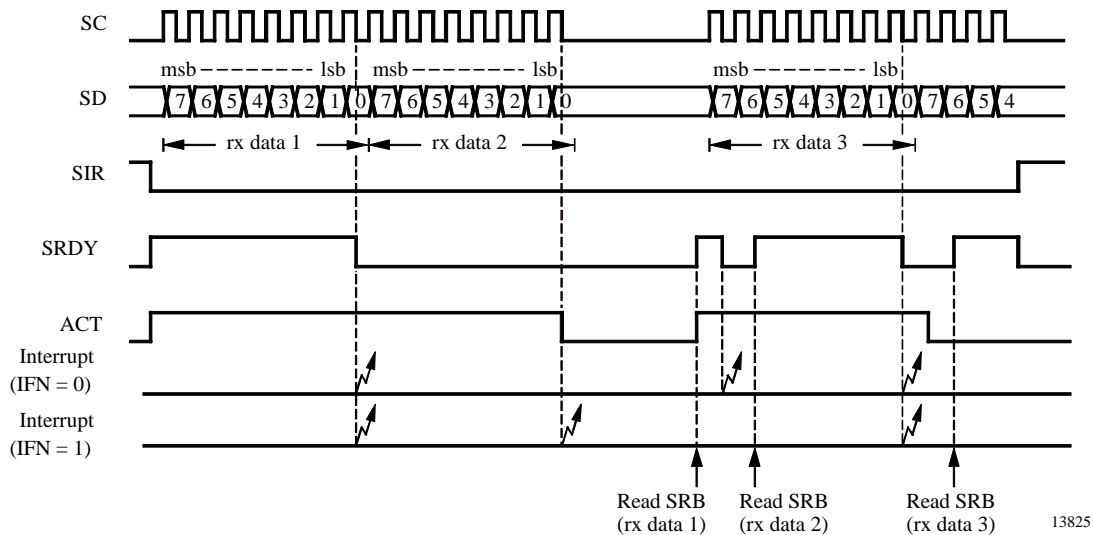 SC
msb lsb msb lsb msb lsb
SD 7 6 5 4 3 2 1 0 7 6 5 4 3 2 1 0 7 6 5 4 3 2 1 0 7 6 5 4
rx data 1 rx data 2 rx data 3
SIR
SRDY
ACT
Interrupt
(IFN = 0)
Interrupt
(IFN = 1)
Read SRB Read SRB Read SRB
(rx data 1) (rx data 2) (rx data 3)
13825